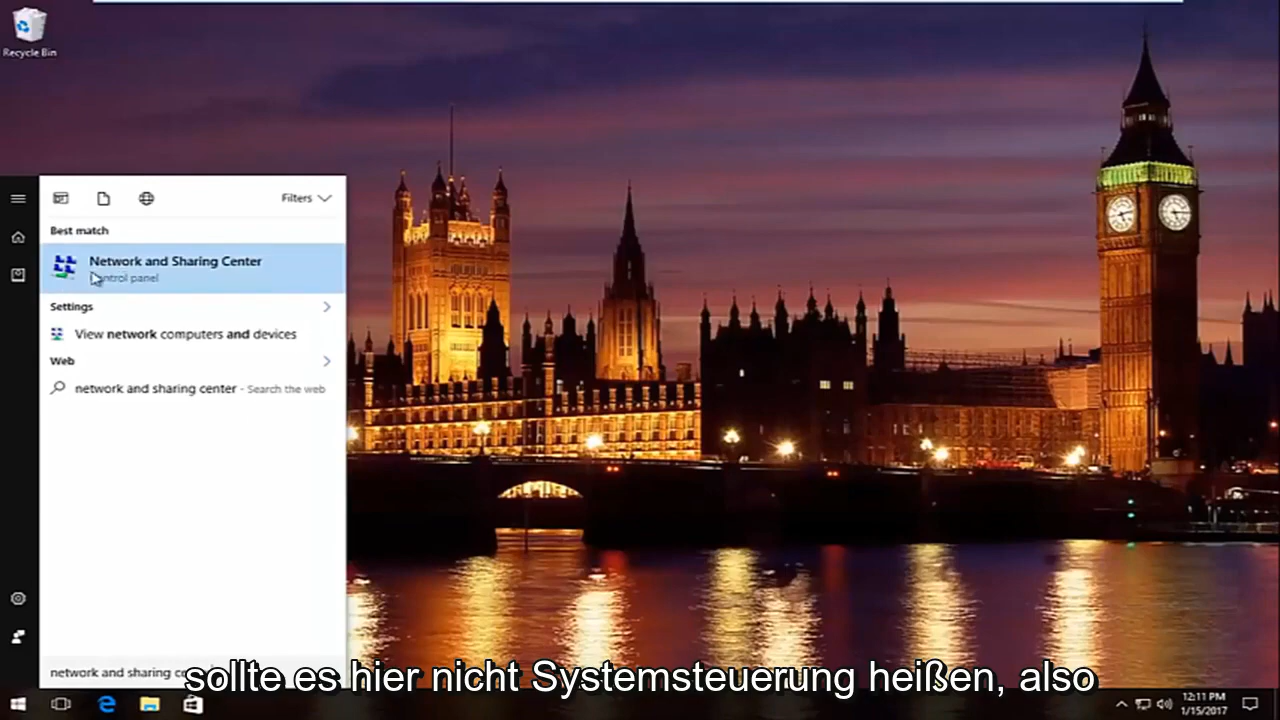 Recycle Bin
Filters
Best match
Network and Sharing Center
Control panel
Settings
View network computers and devices
Web
network and sharing center - Search the web
network and sharing
sollte es hier nicht Systemsteuerung heißen, also
12:11 PM
1/15/2017